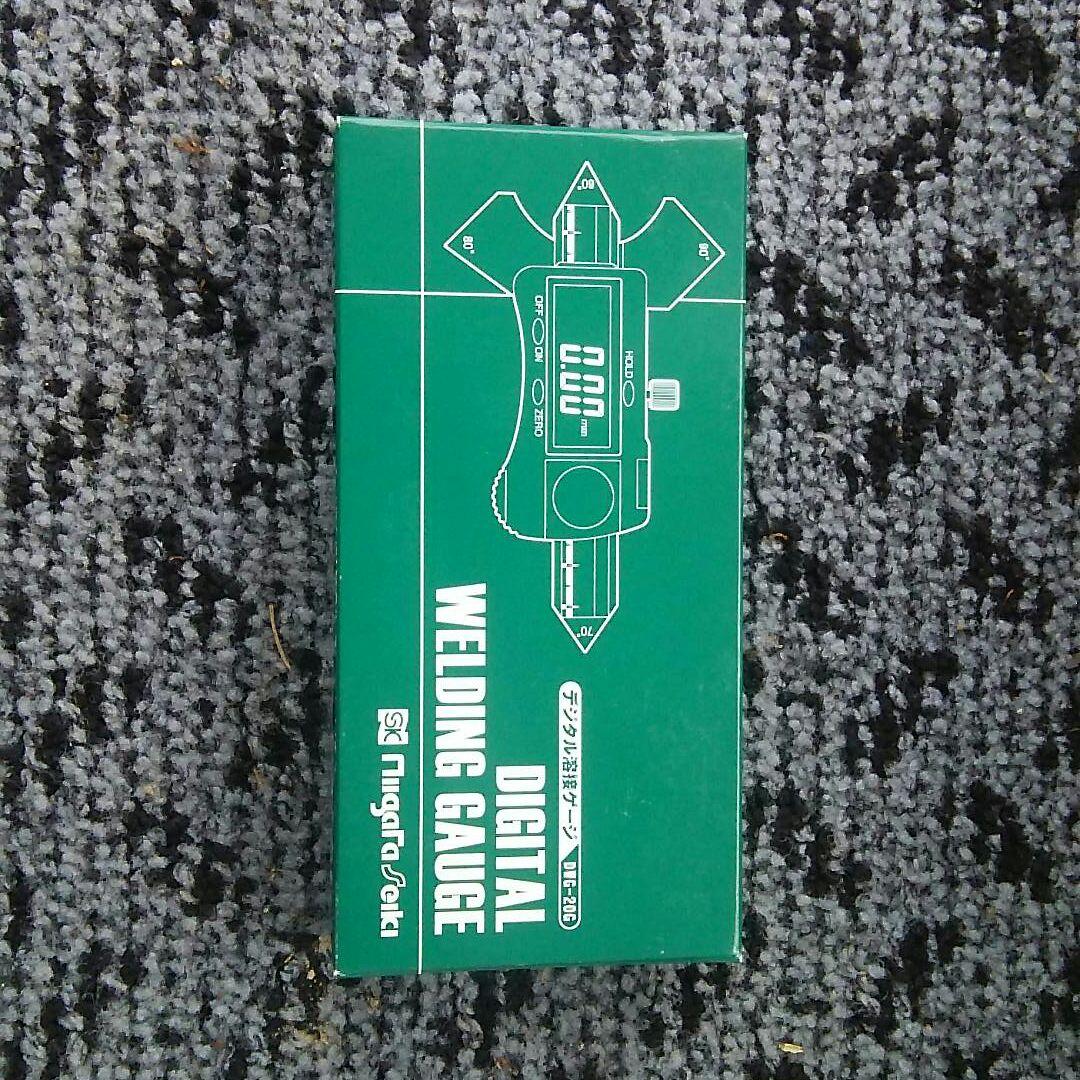 60°
80°
90°
HOLD
0.00 mm
OFF ON ZERO
70°
デジタル溶接ゲージ DWG-20G
DIGITAL
WELDING GAUGE
SK Niigata Seiki